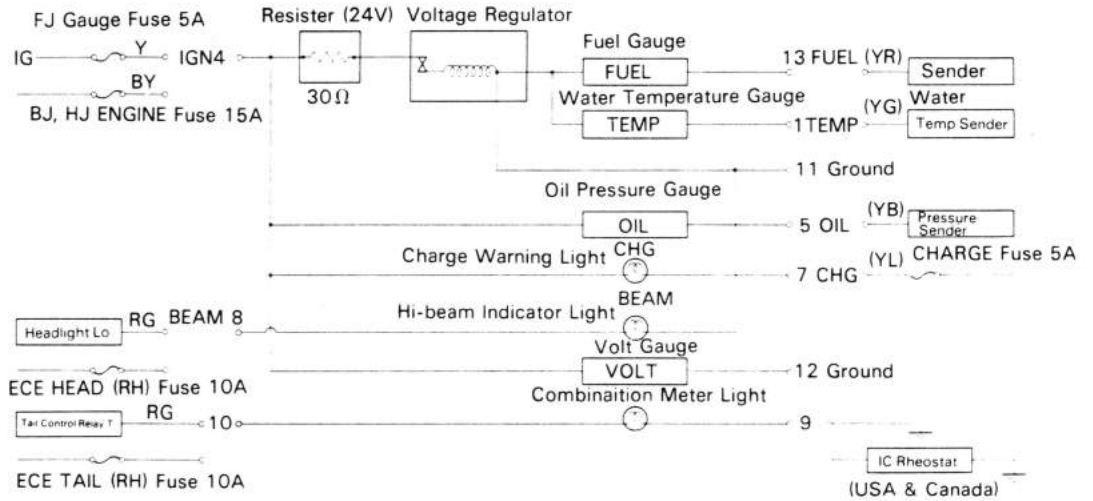 FJ Gauge Fuse 5A
Resister (24V) Voltage Regulator
Fuel Gauge
IG Y IGN4
FUEL
13 FUEL (YR) Sender
BY
30Ω
BJ, HJ ENGINE Fuse 15A
Water Temperature Gauge
TEMP
1 TEMP (YG) Water
Temp Sender
11 Ground
Oil Pressure Gauge
OIL
5 OIL (YB) Pressure
Sender
Charge Warning Light CHG
7 CHG (YL) CHARGE Fuse 5A
Hi-beam Indicator Light BEAM
Headlight Lo RG BEAM 8
Volt Gauge
VOLT
12 Ground
ECE HEAD (RH) Fuse 10A
Combinaition Meter Light
Tail Control Relay T RG 10
9
ECE TAIL (RH) Fuse 10A
IC Rheostat
(USA & Canada)